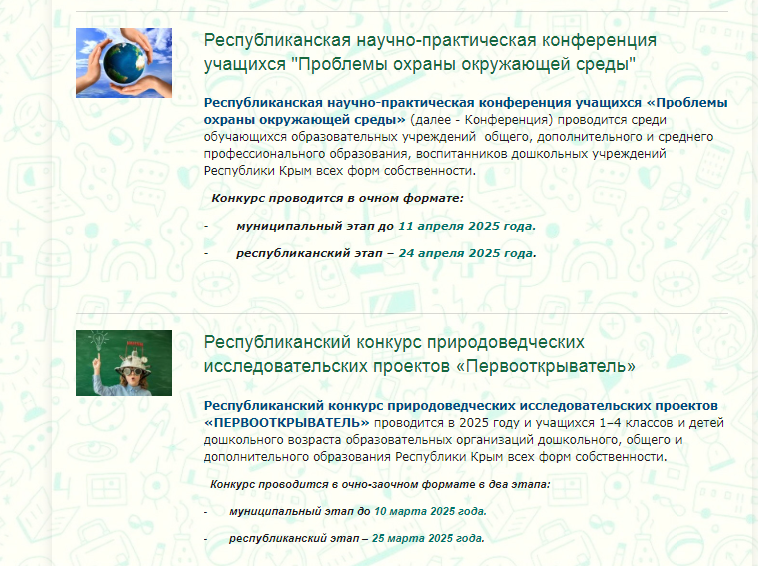 Республиканская научно-практическая конференция
учащихся "Проблемы охраны окружающей среды"
Республиканская научно-практическая конференция учащихся «Проблемы
охраны окружающей среды» (далее - Конференция) проводится среди
обучающихся образовательных учреждений общего, дополнительного и среднего
профессионального образования, воспитанников дошкольных учреждений
Республики Крым всех форм собственности.
Конкурс проводится в очном формате:
- муниципальный этап до 11 апреля 2025 года.
- республиканский этап – 24 апреля 2025 года.
Республиканский конкурс природоведческих
исследовательских проектов «Первооткрыватель»
Республиканский конкурс природоведческих исследовательских проектов
«ПЕРВООТКРЫВАТЕЛЬ» проводится в 2025 году и учащихся 1–4 классов и детей
дошкольного возраста образовательных организаций дошкольного, общего и
дополнительного образования Республики Крым всех форм собственности.
Конкурс проводится в очно-заочном формате в два этапа:
- муниципальный этап до 10 марта 2025 года.
- республиканский этап – 25 марта 2025 года.